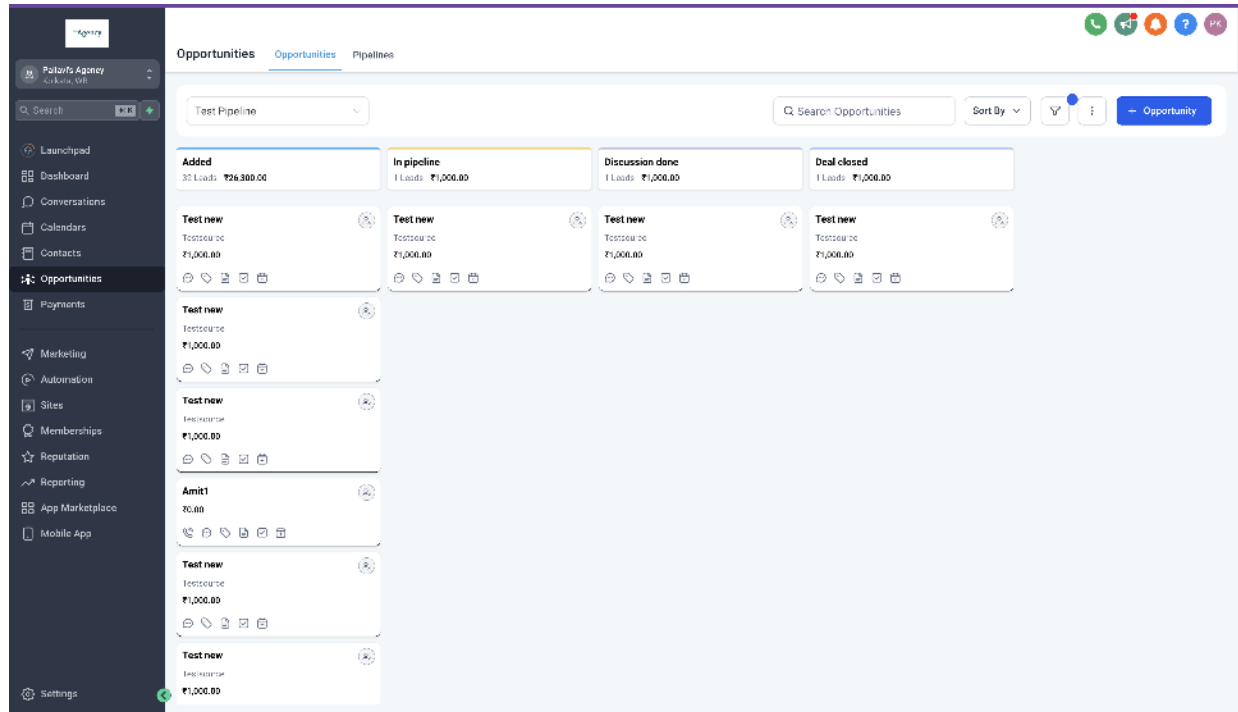 Agency
Opportunities
Opportunities
Pipelines
PK
Pallavi's Agency
Kolkata, WB
Search
Test Pipeline
Search Opportunities
Sort By
+ Opportunity
Launchpad
Dashboard
Conversations
Calendars
Contacts
Opportunities
Payments
Marketing
Automation
Sites
Memberships
Reputation
Reporting
App Marketplace
Mobile App
Settings
Added
32 Leads ₹26,300.00
In pipeline
1 Leads ₹1,000.00
Discussion done
1 Leads ₹1,000.00
Deal closed
1 Leads ₹1,000.00
Test new
Testsource
₹1,000.00
Test new
Testsource
₹1,000.00
Test new
Testsource
₹1,000.00
Test new
Testsource
₹1,000.00
Test new
Testsource
₹1,000.00
Test new
Testsource
₹1,000.00
Amit1
₹0.00
Test new
Testsource
₹1,000.00
Test new
Testsource
₹1,000.00